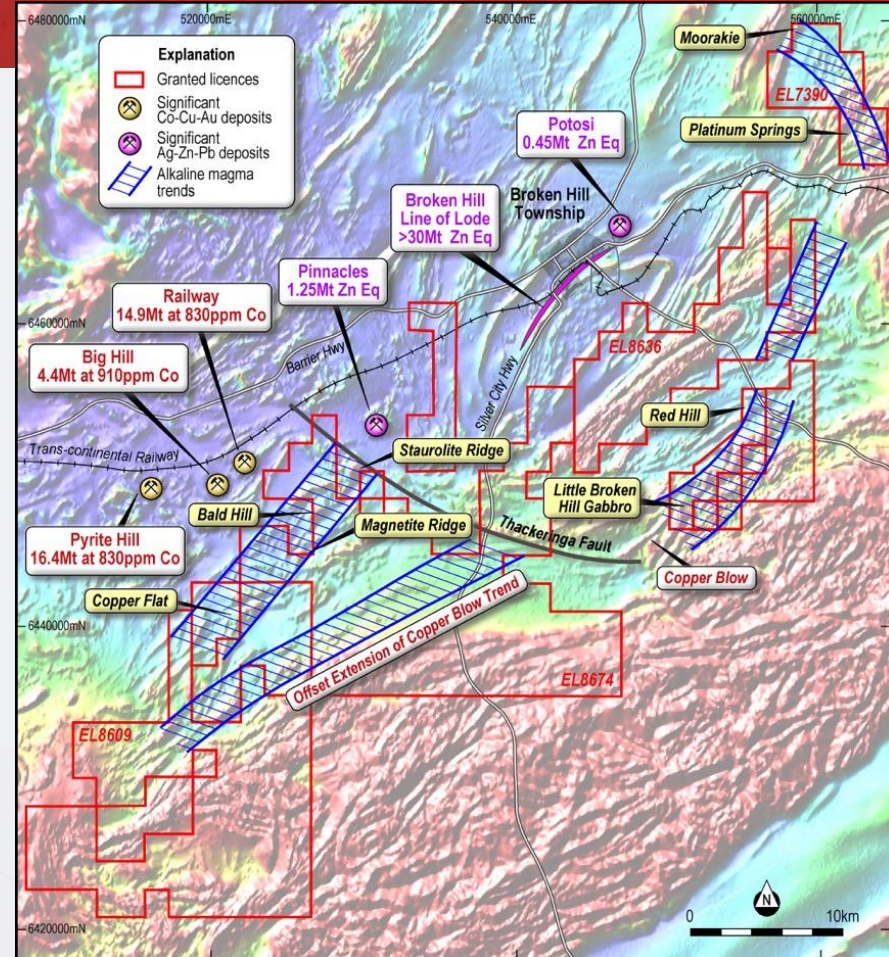 6480000mN
520000mE
540000mE
560000mE
Explanation
Granted licences
Significant
Co-Cu-Au deposits
Significant
Ag-Zn-Pb deposits
Alkaline magma
trends
Moorakie
EL7390
Platinum Springs
Potosi
0.45Mt Zn Eq
Broken Hill
Township
Broken Hill
Line of Lode
>30Mt Zn Eq
Pinnacles
1.25Mt Zn Eq
Railway
14.9Mt at 830ppm Co
6460000mN
Big Hill
4.4Mt at 910ppm Co
Barrier Hwy
Silver City Hwy
EL8636
Red Hill
Trans-continental Railway
Staurolite Ridge
Little Broken
Hill Gabbro
Bald Hill
Magnetite Ridge
Thackeringa Fault
Pyrite Hill
16.4Mt at 830ppm Co
Copper Blow
Copper Flat
6440000mN
Offset Extension of Copper Blow Trend
EL8674
EL8609
N
0
10km
6420000mN